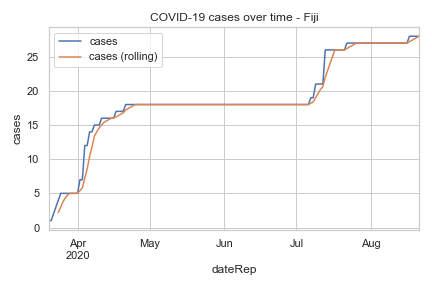 COVID-19 cases over time - Fiji
cases
cases (rolling)
cases
25
20
15
10
5
0
Apr
2020
May
Jun
Jul
Aug
dateRep